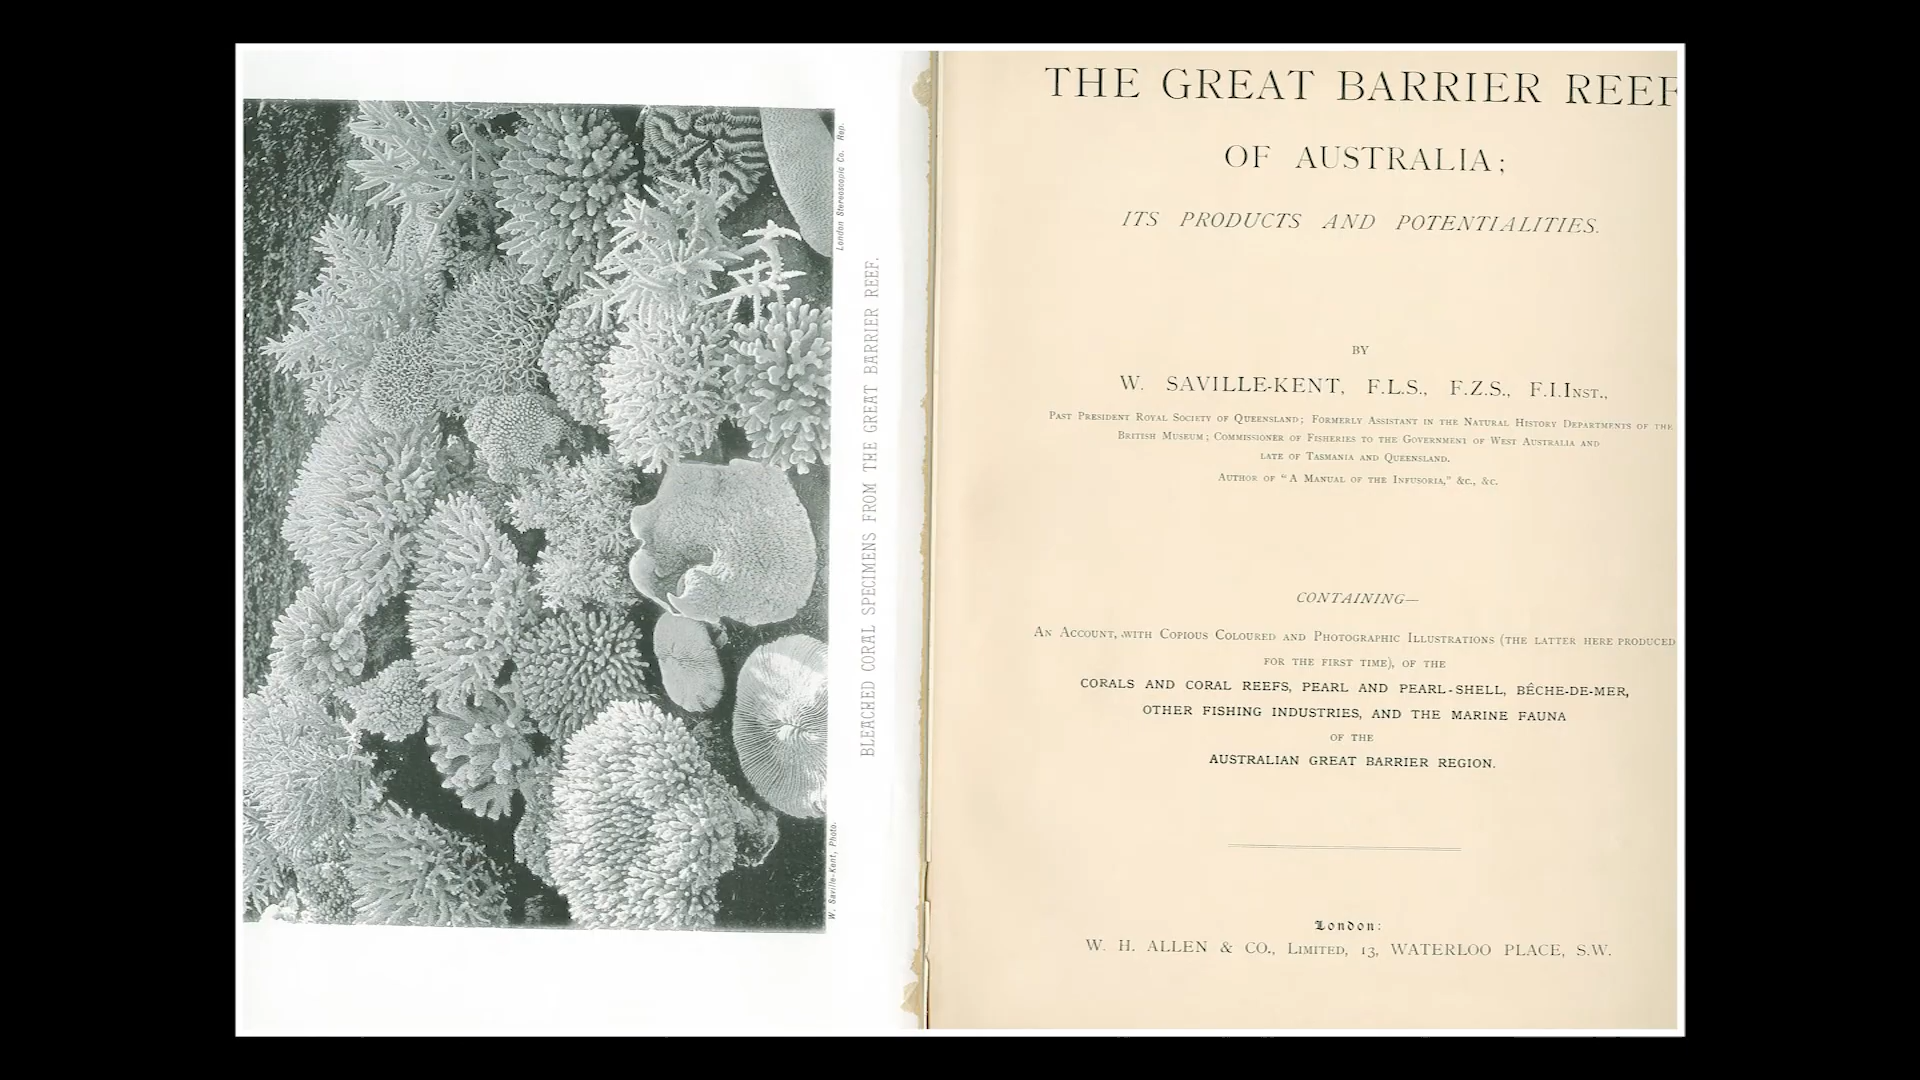 London Stereoscopic Co. Rep.
W. Saville-Kent, Photo.
BLEACHED CORAL SPECIMENS FROM THE GREAT BARRIER REEF.
THE GREAT BARRIER REEF
OF AUSTRALIA;
ITS PRODUCTS AND POTENTIALITIES.
BY
W. SAVILLE-KENT, F.L.S., F.Z.S., F.I.INST.,
PAST PRESIDENT ROYAL SOCIETY OF QUEENSLAND; FORMERLY ASSISTANT IN THE NATURAL HISTORY DEPARTMENTS OF THE
BRITISH MUSEUM; COMMISSIONER OF FISHERIES TO THE GOVERNMENT OF WEST AUSTRALIA AND
LATE OF TASMANIA AND QUEENSLAND.
AUTHOR OF "A MANUAL OF THE INFUSORIA," &C., &C.
CONTAINING—
AN ACCOUNT, WITH COPIOUS COLOURED AND PHOTOGRAPHIC ILLUSTRATIONS (THE LATTER HERE PRODUCED
FOR THE FIRST TIME), OF THE
CORALS AND CORAL REEFS, PEARL AND PEARL-SHELL, BÊCHE-DE-MER,
OTHER FISHING INDUSTRIES, AND THE MARINE FAUNA
OF THE
AUSTRALIAN GREAT BARRIER REGION.
London:
W. H. ALLEN & CO., LIMITED, 13, WATERLOO PLACE, S.W.